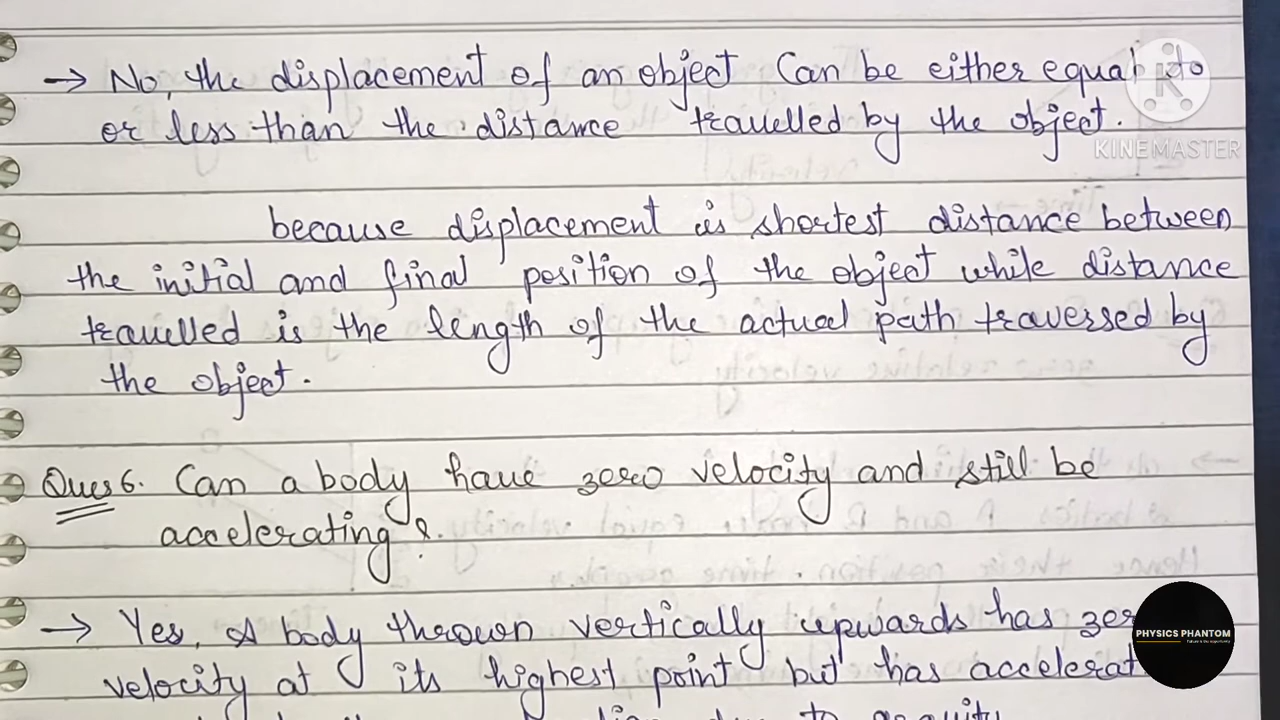 → No, the displacement of an object Can be either equal to
or less than the distance travelled by the object.
KINEMASTER
because displacement is shortest distance between
the initial and final position of the object while distance
travelled is the length of the actual path traversed by
the object.
Ques 6. Can a body have zero velocity and still be
accelerating?
→ Yes, A body thrown vertically upwards has zer
PHYSICS PHANTOM
velocity at its highest point but has accelerat
due to gravity